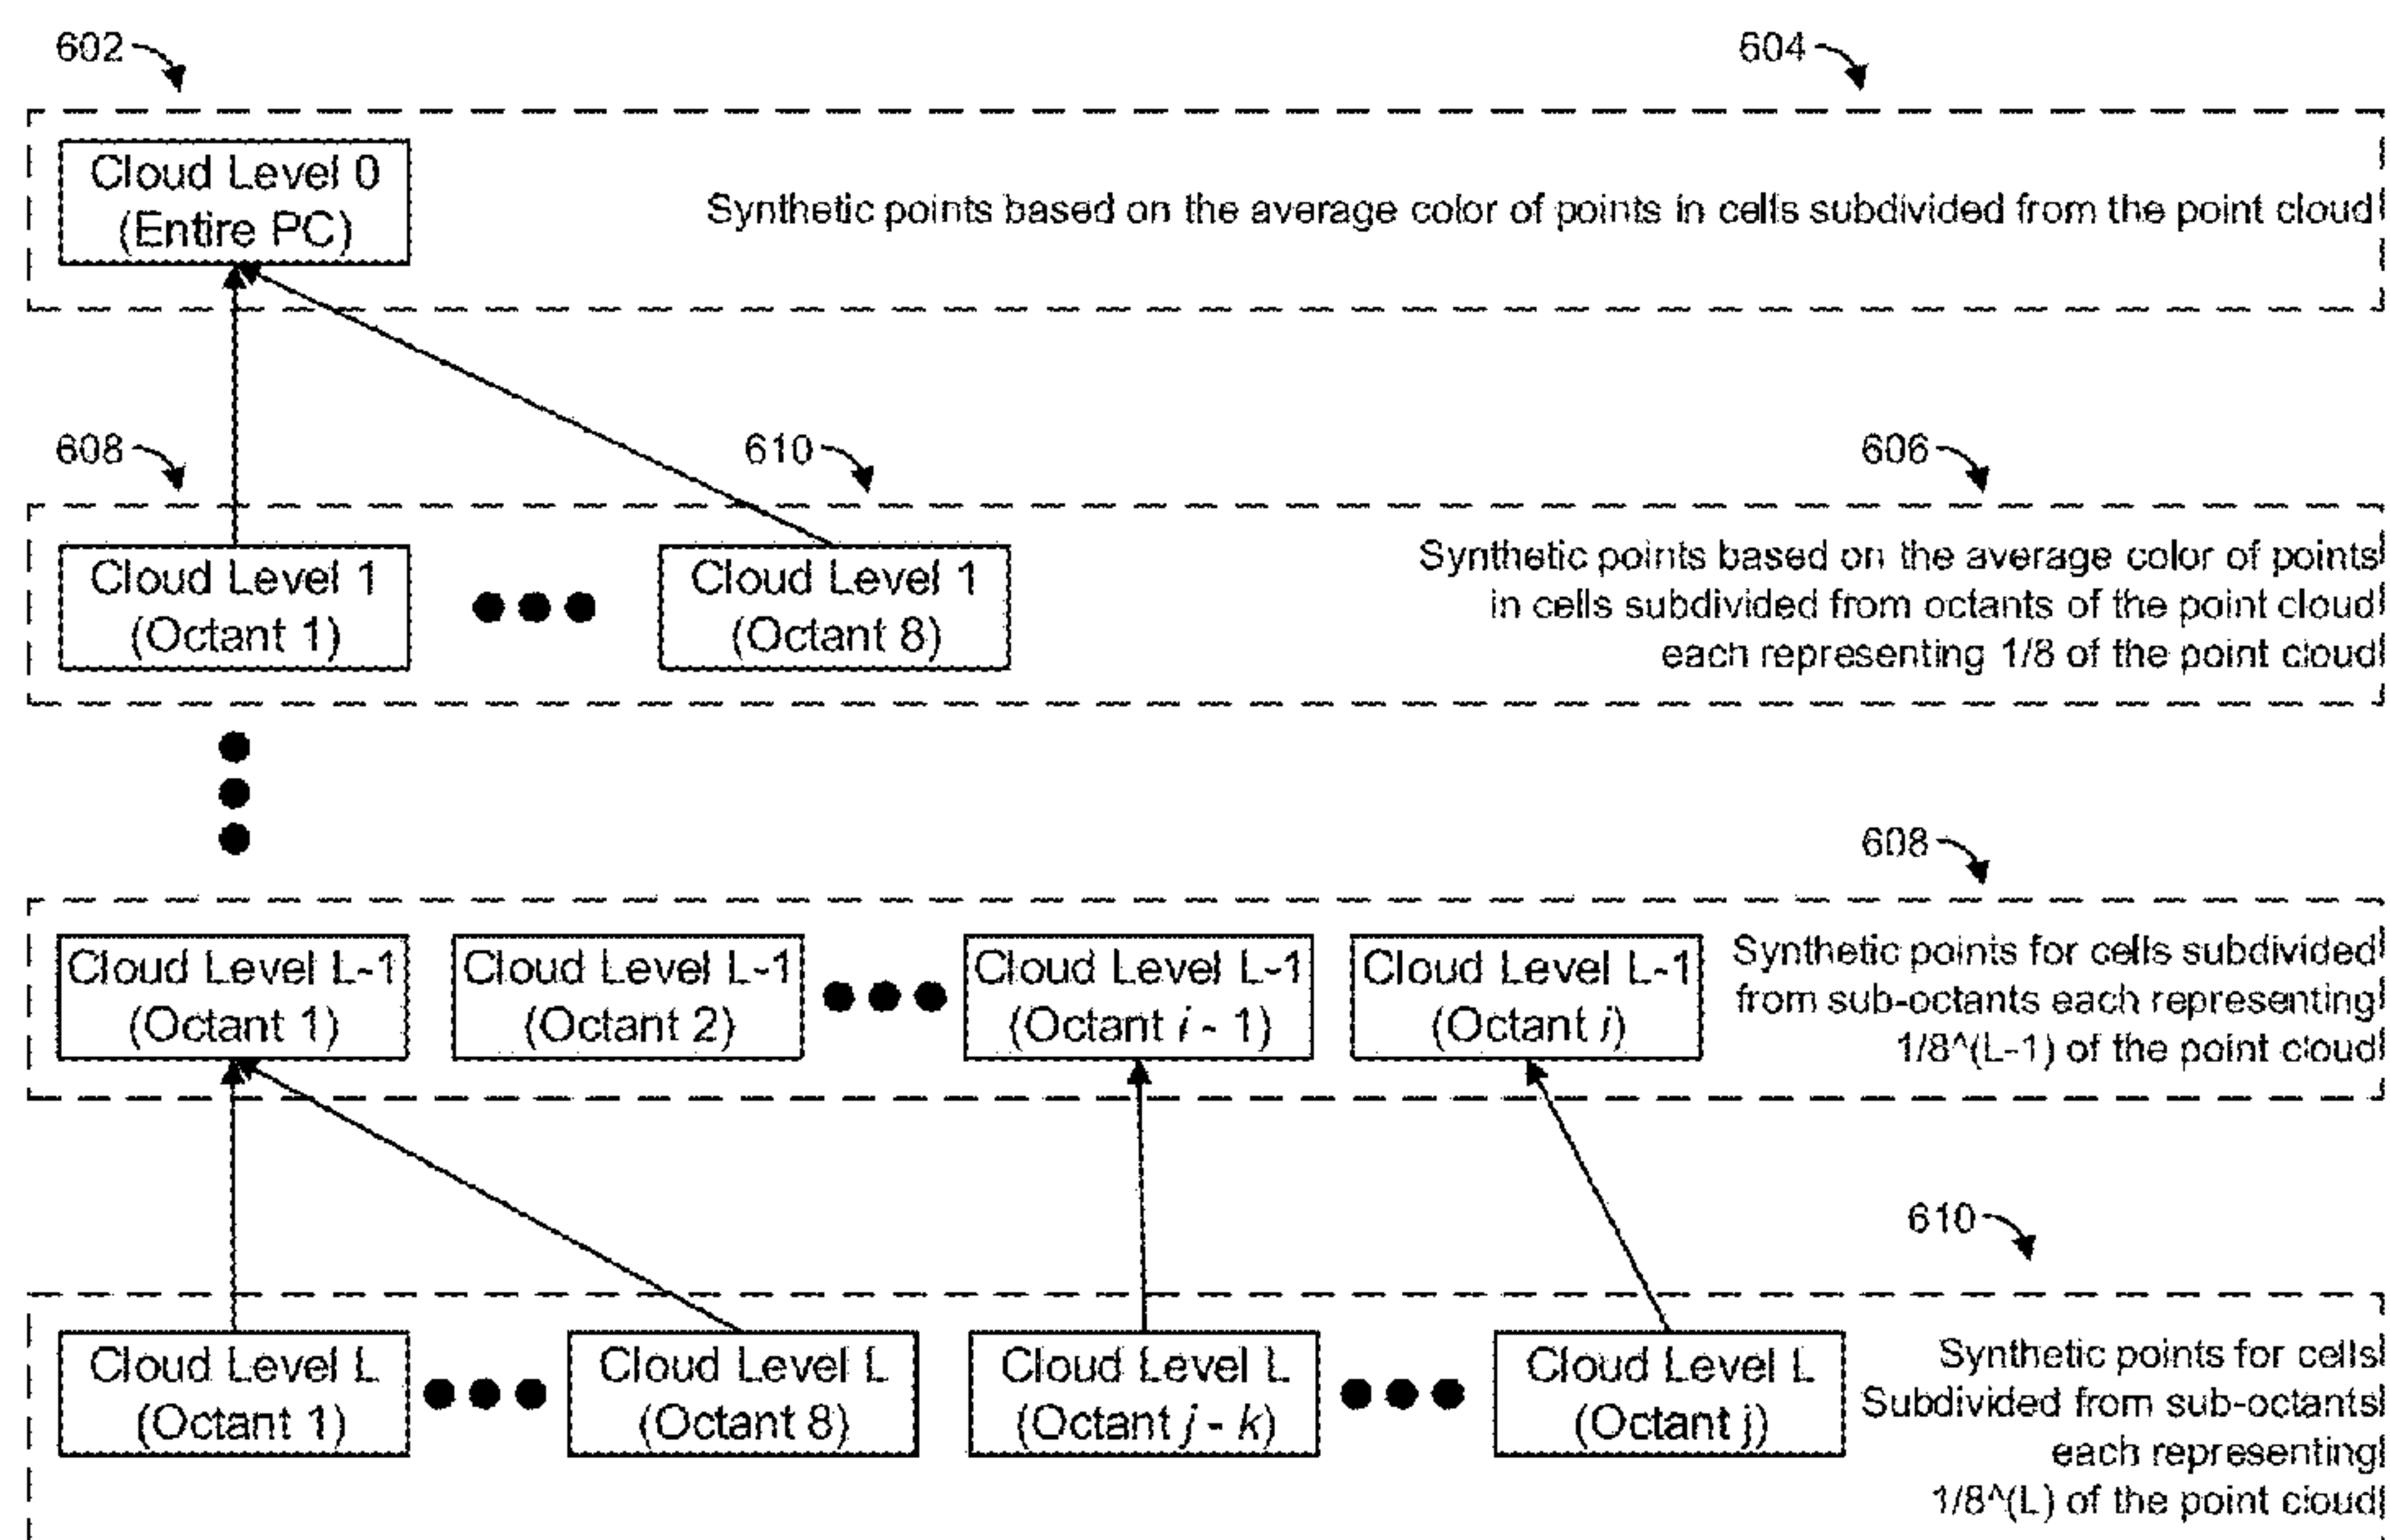 602
604
Cloud Level 0
(Entire PC)
Synthetic points based on the average color of points in cells subdivided from the point cloud
608
610
606
Cloud Level 1
(Octant 1)
Cloud Level 1
(Octant 8)
Synthetic points based on the average color of points
in cells subdivided from octants of the point cloud
each representing 1/8 of the point cloud
608
Cloud Level L-1
(Octant 1)
Cloud Level L-1
(Octant 2)
Cloud Level L-1
(Octant i - 1)
Cloud Level L-1
(Octant i)
Synthetic points for cells subdivided
from sub-octants each representing
1/8^(L-1) of the point cloud
610
Cloud Level L
(Octant 1)
Cloud Level L
(Octant 8)
Cloud Level L
(Octant j - k)
Cloud Level L
(Octant j)
Synthetic points for cells
Subdivided from sub-octants
each representing
1/8^(L) of the point cloud